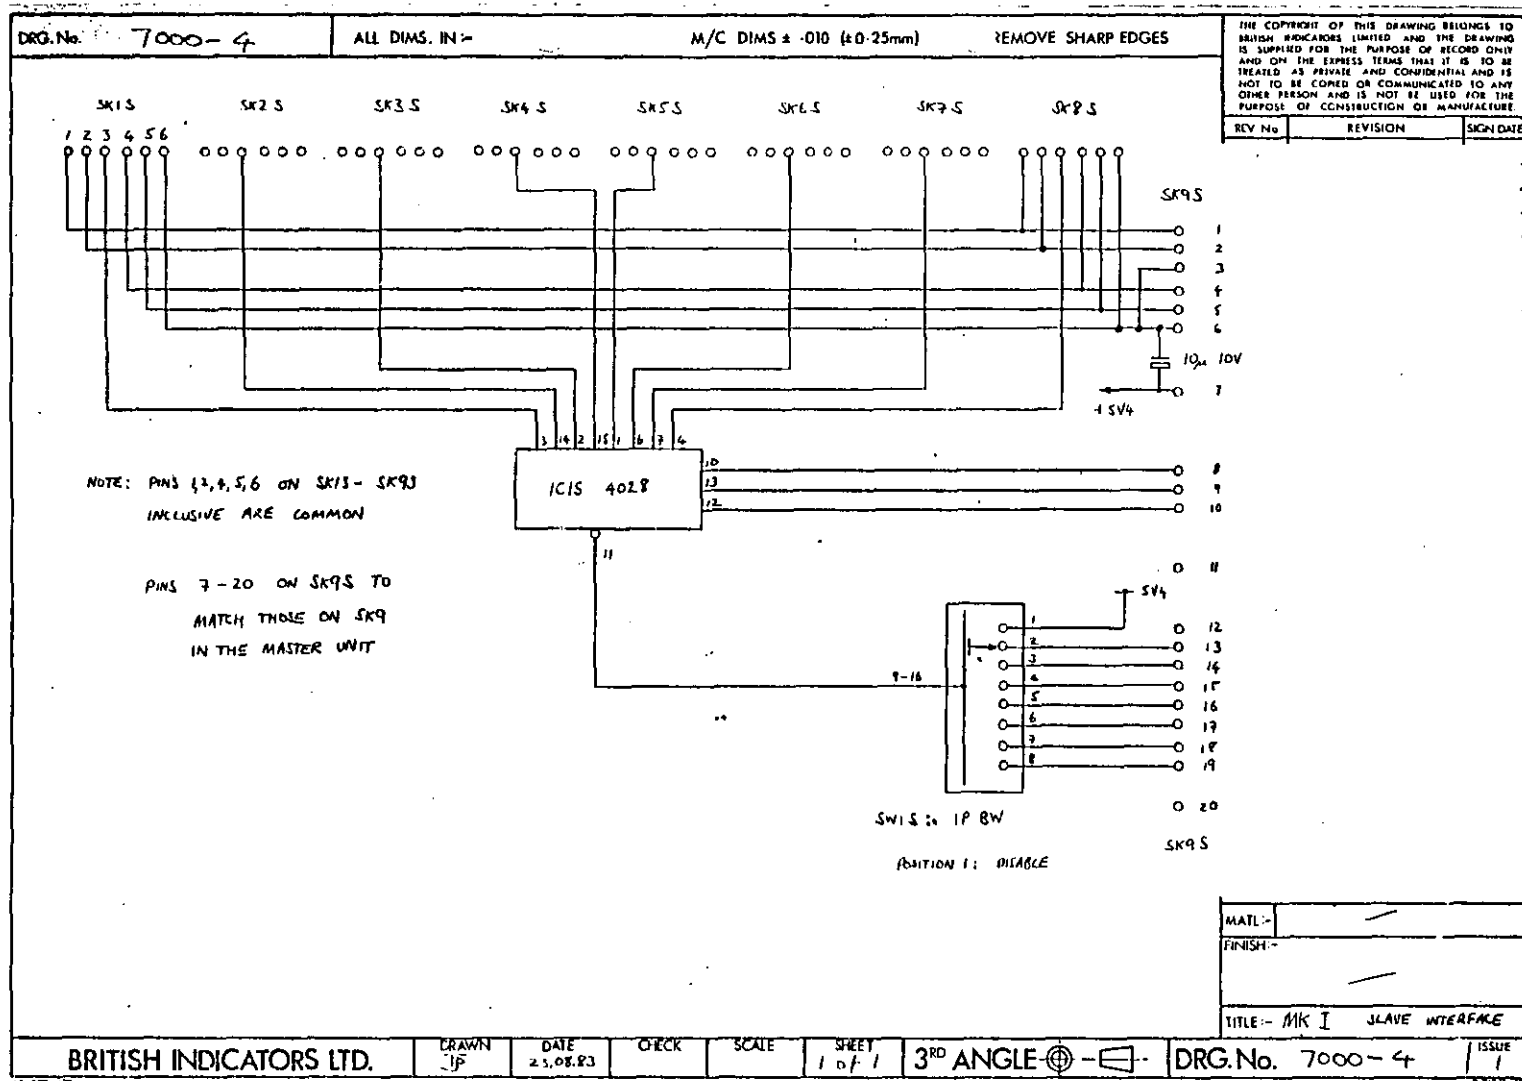 DRG.No. 7000-4
ALL DIMS. IN:-
M/C DIMS ± ·010 (±0·25mm)
REMOVE SHARP EDGES
THE COPYRIGHT OF THIS DRAWING BELONGS TO
BRITISH INDICATORS LIMITED AND THE DRAWING
IS SUPPLIED FOR THE PURPOSE OF RECORD ONLY
AND ON THE EXPRESS TERMS THAT IT IS TO BE
TREATED AS PRIVATE AND CONFIDENTIAL AND IS
NOT TO BE COPIED OR COMMUNICATED TO ANY
OTHER PERSON AND IS NOT BE USED FOR THE
PURPOSE OF CONSTRUCTION OR MANUFACTURE.
REV No REVISION SIGN DATE
SK1S SK2S SK3S SK4S SK5S SK6S SK7S SK8S
1 2 3 4 5 6
SK9S
1
2
3
4
5
6
10µ 10V
7
5V4
3 14 2 15 1 6 7 4
IC1S 4028
10
13
12
11
8
9
10
NOTE: PINS 1,2,4,5,6 ON SK1S - SK9S
INCLUSIVE ARE COMMON
PINS 7-20 ON SK9S TO
MATCH THOSE ON SK9
IN THE MASTER UNIT
11
5V4
1
2
3
4
5
6
7
8
9-16
12
13
14
15
16
17
18
19
20
SW1S:- 1P 8W
POSITION 1: DISABLE
SK9S
MATL:-
FINISH:-
TITLE:- MK I SLAVE INTERFACE
BRITISH INDICATORS LTD.
DRAWN
DATE 25.08.83
CHECK
SCALE
SHEET 1 of 1
3RD ANGLE
DRG.No. 7000-4
ISSUE 1